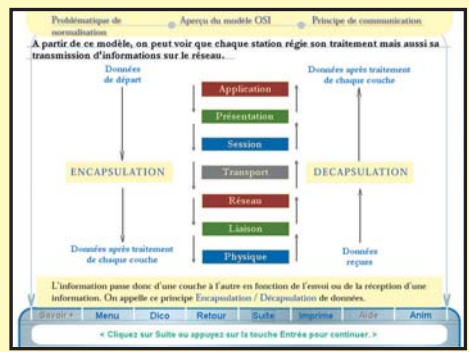 Problématique de normalisation
Aperçu du modèle OSI
Principe de communication
A partir de ce modèle, on peut voir que chaque station régie son traitement mais aussi sa
transmission d'informations sur le réseau.
Données
de départ
Données après traitement
de chaque couche
Application
Présentation
Session
ENCAPSULATION
Transport
DECAPSULATION
Réseau
Liaison
Physique
Données après traitement
de chaque couche
Données
reçues
L'information passe donc d'une couche à l'autre en fonction de l'envoi ou de la réception d'une
information. On appelle ce principe Encapsulation / Décapsulation de données.
Savoir + Menu Dico Retour Suite Imprime Aide Anim
< Cliquez sur Suite ou appuyez sur la touche Entrée pour continuer. >